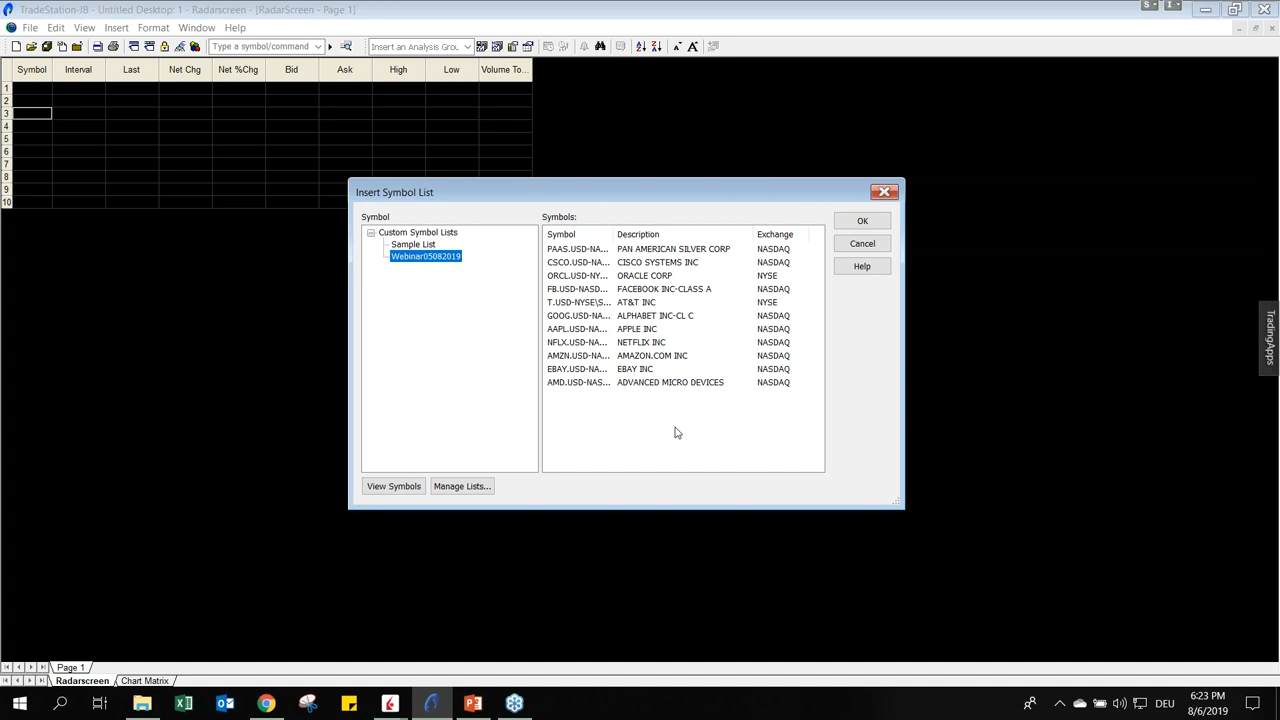 TradeStation-IB - Untitled Desktop: 1 - Radarscreen - [RadarScreen - Page 1]
S I
File Edit View Insert Format Window Help
Type a symbol/command Insert an Analysis Grou
Symbol Interval Last Net Chg Net %Chg Bid Ask High Low Volume To...
1
2
3
4
5
6
7
8
9
10
Insert Symbol List
Symbol Symbols:
Custom Symbol Lists
Sample List
Webinar05082019
Symbol Description Exchange
PAAS.USD-NA... PAN AMERICAN SILVER CORP NASDAQ
CSCO.USD-NA... CISCO SYSTEMS INC NASDAQ
ORCL.USD-NY... ORACLE CORP NYSE
FB.USD-NASD... FACEBOOK INC-CLASS A NASDAQ
T.USD-NYSE\S... AT&T INC NYSE
GOOG.USD-NA... ALPHABET INC-CL C NASDAQ
AAPL.USD-NA... APPLE INC NASDAQ
NFLX.USD-NA... NETFLIX INC NASDAQ
AMZN.USD-NA... AMAZON.COM INC NASDAQ
EBAY.USD-NA... EBAY INC NASDAQ
AMD.USD-NAS... ADVANCED MICRO DEVICES NASDAQ
OK
Cancel
Help
View Symbols Manage Lists...
TradingApps
Page 1
Radarscreen Chart Matrix
DEU
6:23 PM
8/6/2019